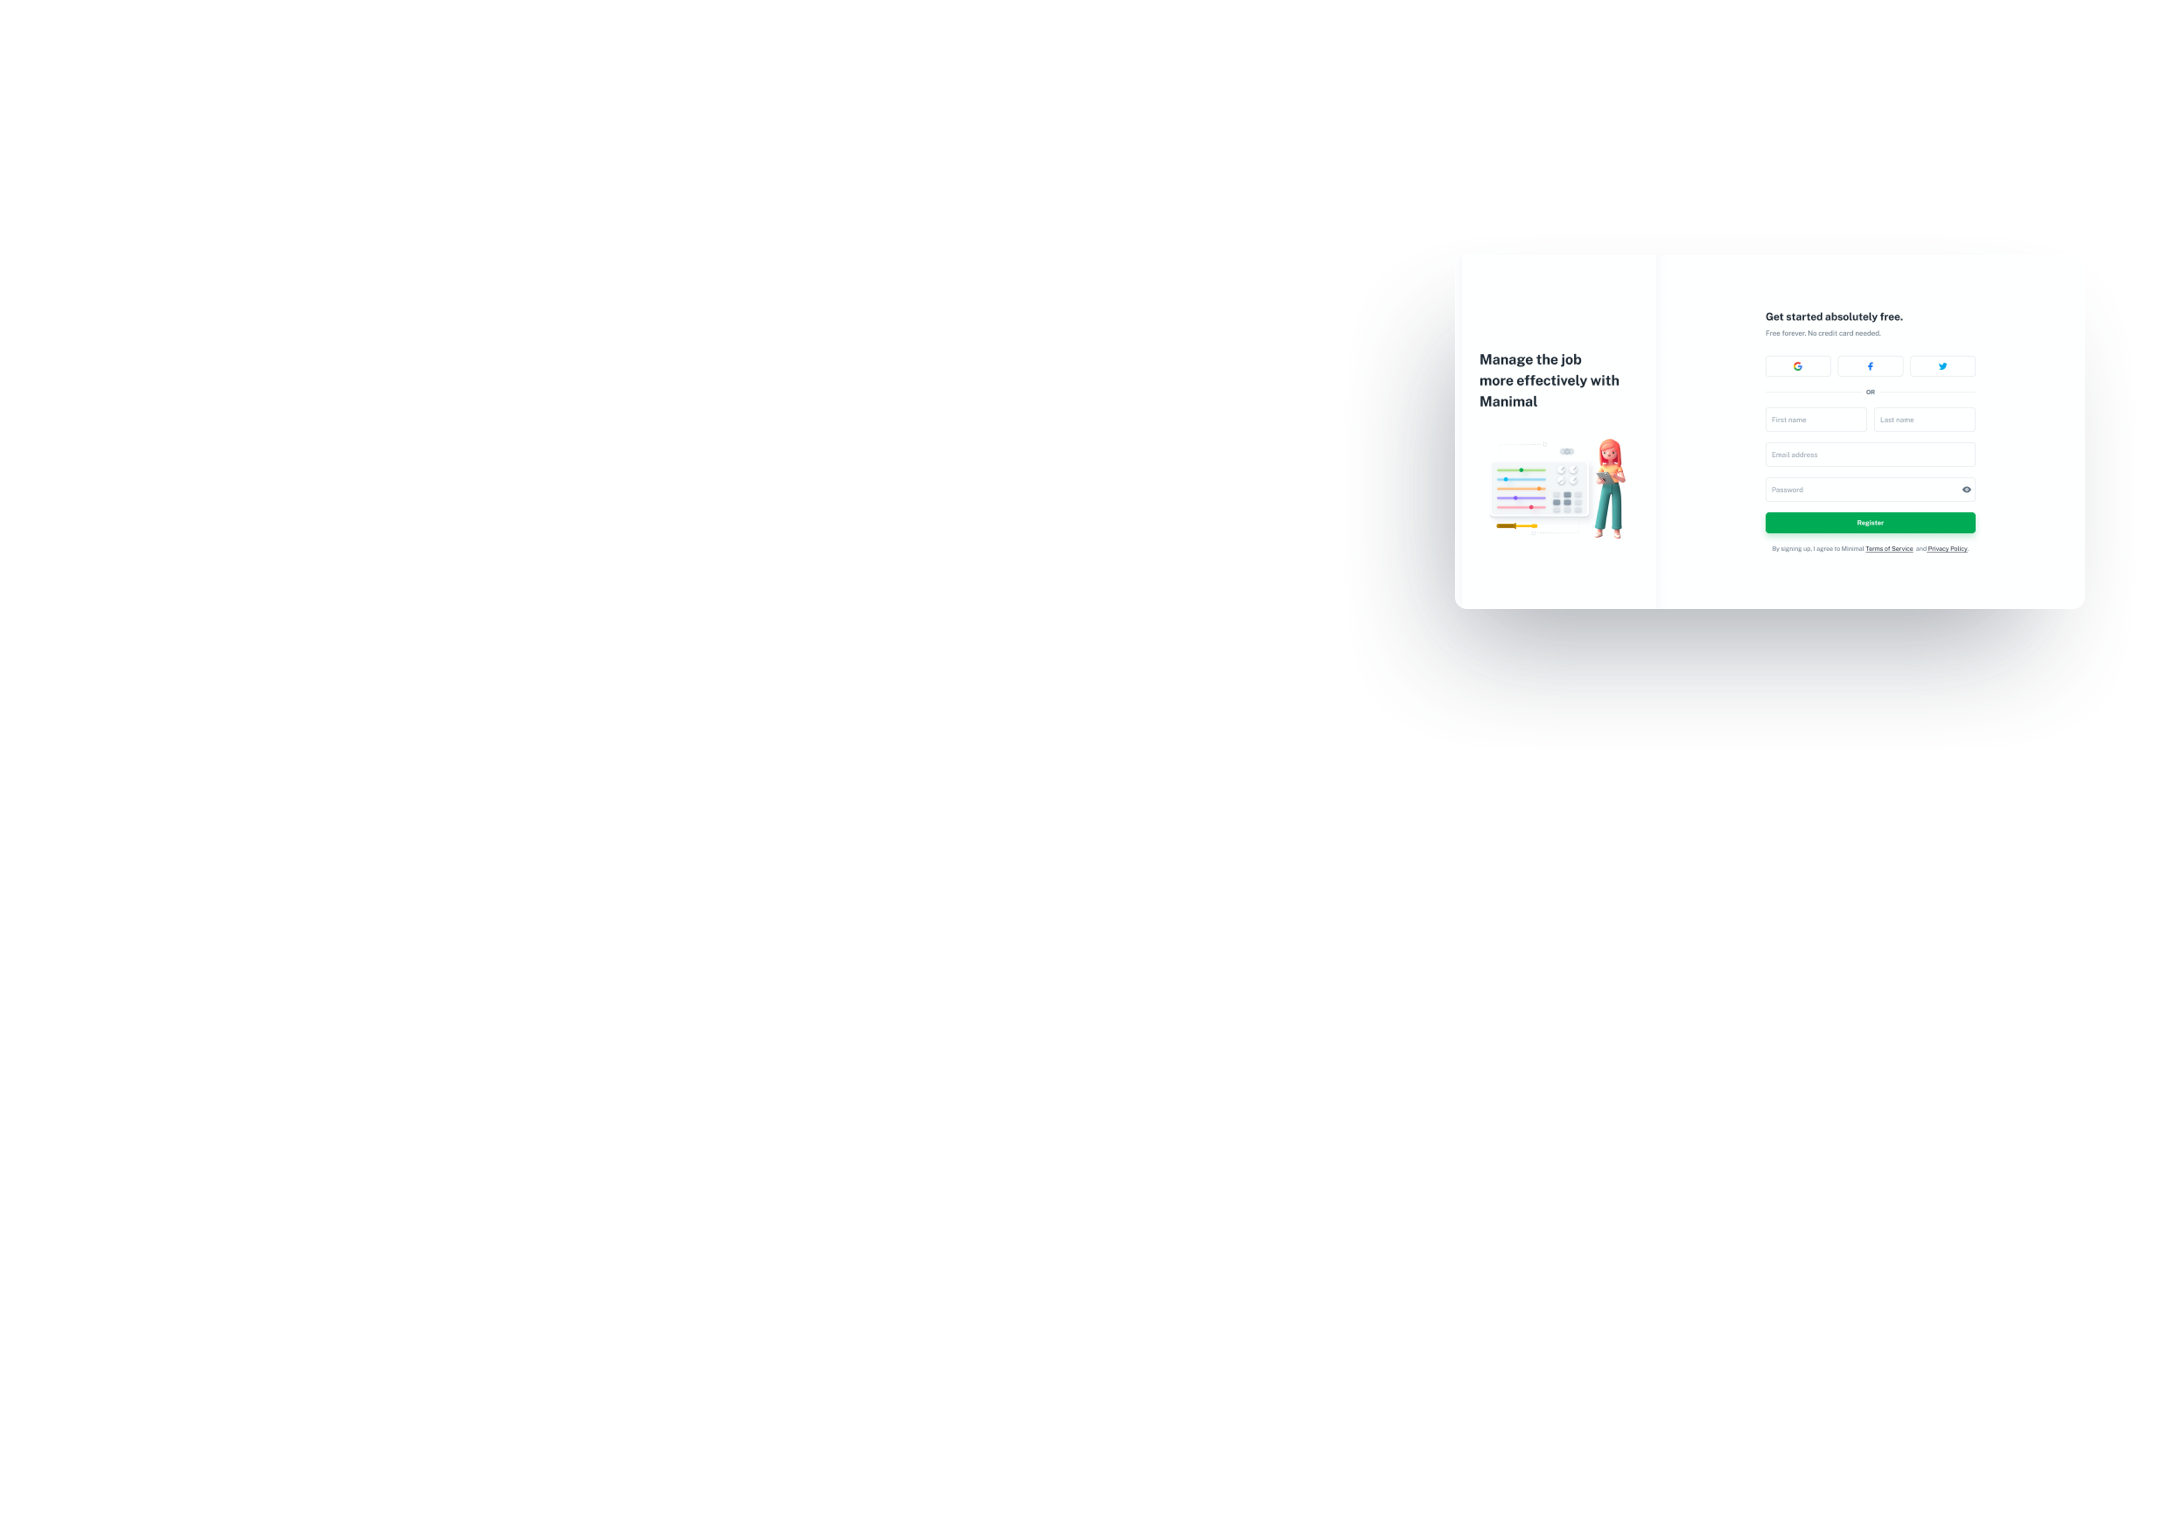 Manage the job
more effectively with
Manimal
Get started absolutely free.
Free forever. No credit card needed.
OR
First name
Last name
Email address
Password
Register
By signing up, I agree to Minimal Terms of Service and Privacy Policy.